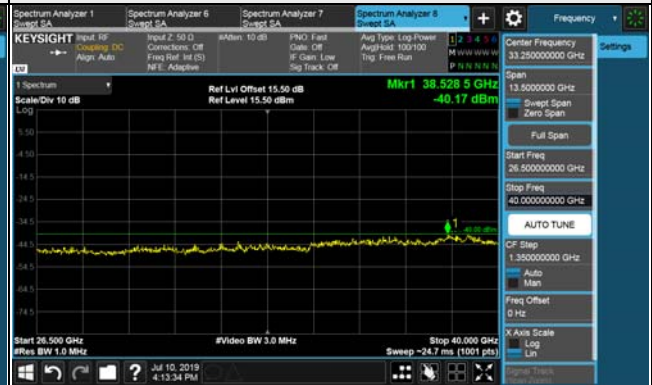 Spectrum Analyzer 1
Swept SA
Spectrum Analyzer 6
Swept SA
Spectrum Analyzer 7
Swept SA
Spectrum Analyzer 8
Swept SA
+
Frequency
KEYSIGHT
Input: RF
Coupling: DC
Align: Auto
Input Z: 50 Ω
Corrections: Off
Freq Ref: Int (S)
NFE: Adaptive
#Atten: 10 dB
PNO: Fast
Gate: Off
IF Gain: Low
Sig Track: Off
Avg Type: Log-Power
Avg|Hold: 100/100
Trig: Free Run
1 2 3 4 5 6
M W W W W W
P N N N N N
LXI
1 Spectrum
Scale/Div 10 dB
Log
Ref Lvl Offset 15.50 dB
Ref Level 15.50 dBm
Mkr1 38.528 5 GHz
-40.17 dBm
5.50
-4.50
-14.5
-24.5
-34.5
-44.5
-54.5
-64.5
-74.5
1
-40.00 dBm
Start 26.500 GHz
#Res BW 1.0 MHz
#Video BW 3.0 MHz
Stop 40.000 GHz
Sweep ~24.7 ms (1001 pts)
Jul 10, 2019
4:13:34 PM
Center Frequency
33.250000000 GHz
Settings
Span
13.5000000 GHz
Swept Span
Zero Span
Full Span
Start Freq
26.500000000 GHz
Stop Freq
40.000000000 GHz
AUTO TUNE
CF Step
1.350000000 GHz
Auto
Man
Freq Offset
0 Hz
X Axis Scale
Log
Lin
Signal Track
(Span Zoom)